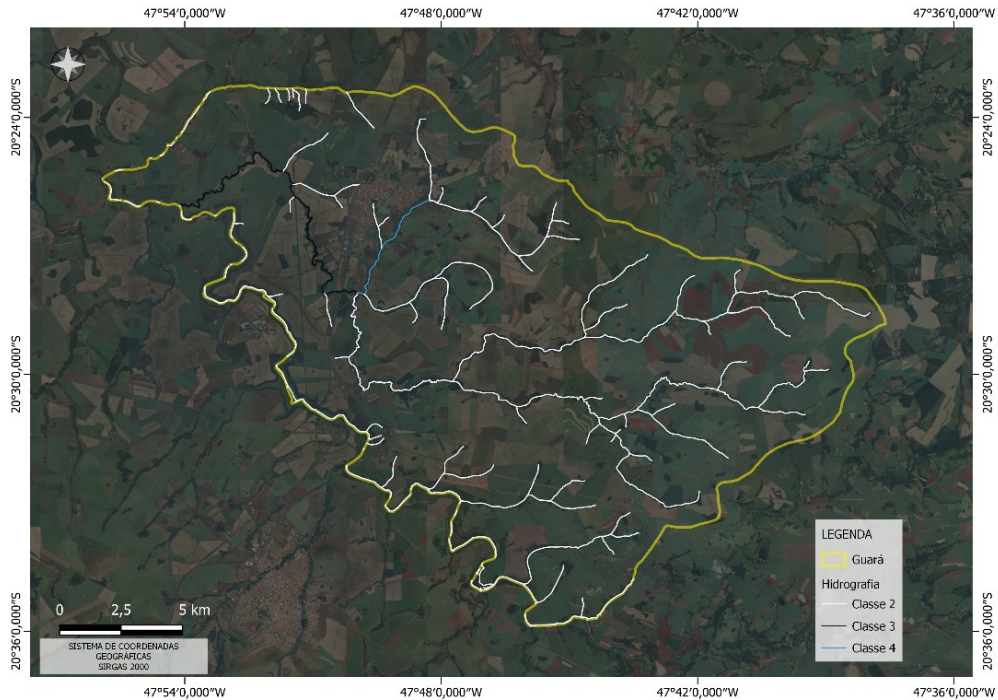 47°54'0,000"W 47°48'0,000"W 47°42'0,000"W 47°36'0,000"W
20°24'0,000"S 20°24'0,000"S
20°30'0,000"S 20°30'0,000"S
20°36'0,000"S 20°36'0,000"S
LEGENDA
Guará
Hidrografia
Classe 2
Classe 3
Classe 4
0 2,5 5 km
SISTEMA DE COORDENADAS
GEOGRÁFICAS
SIRGAS 2000
47°54'0,000"W 47°48'0,000"W 47°42'0,000"W 47°36'0,000"W